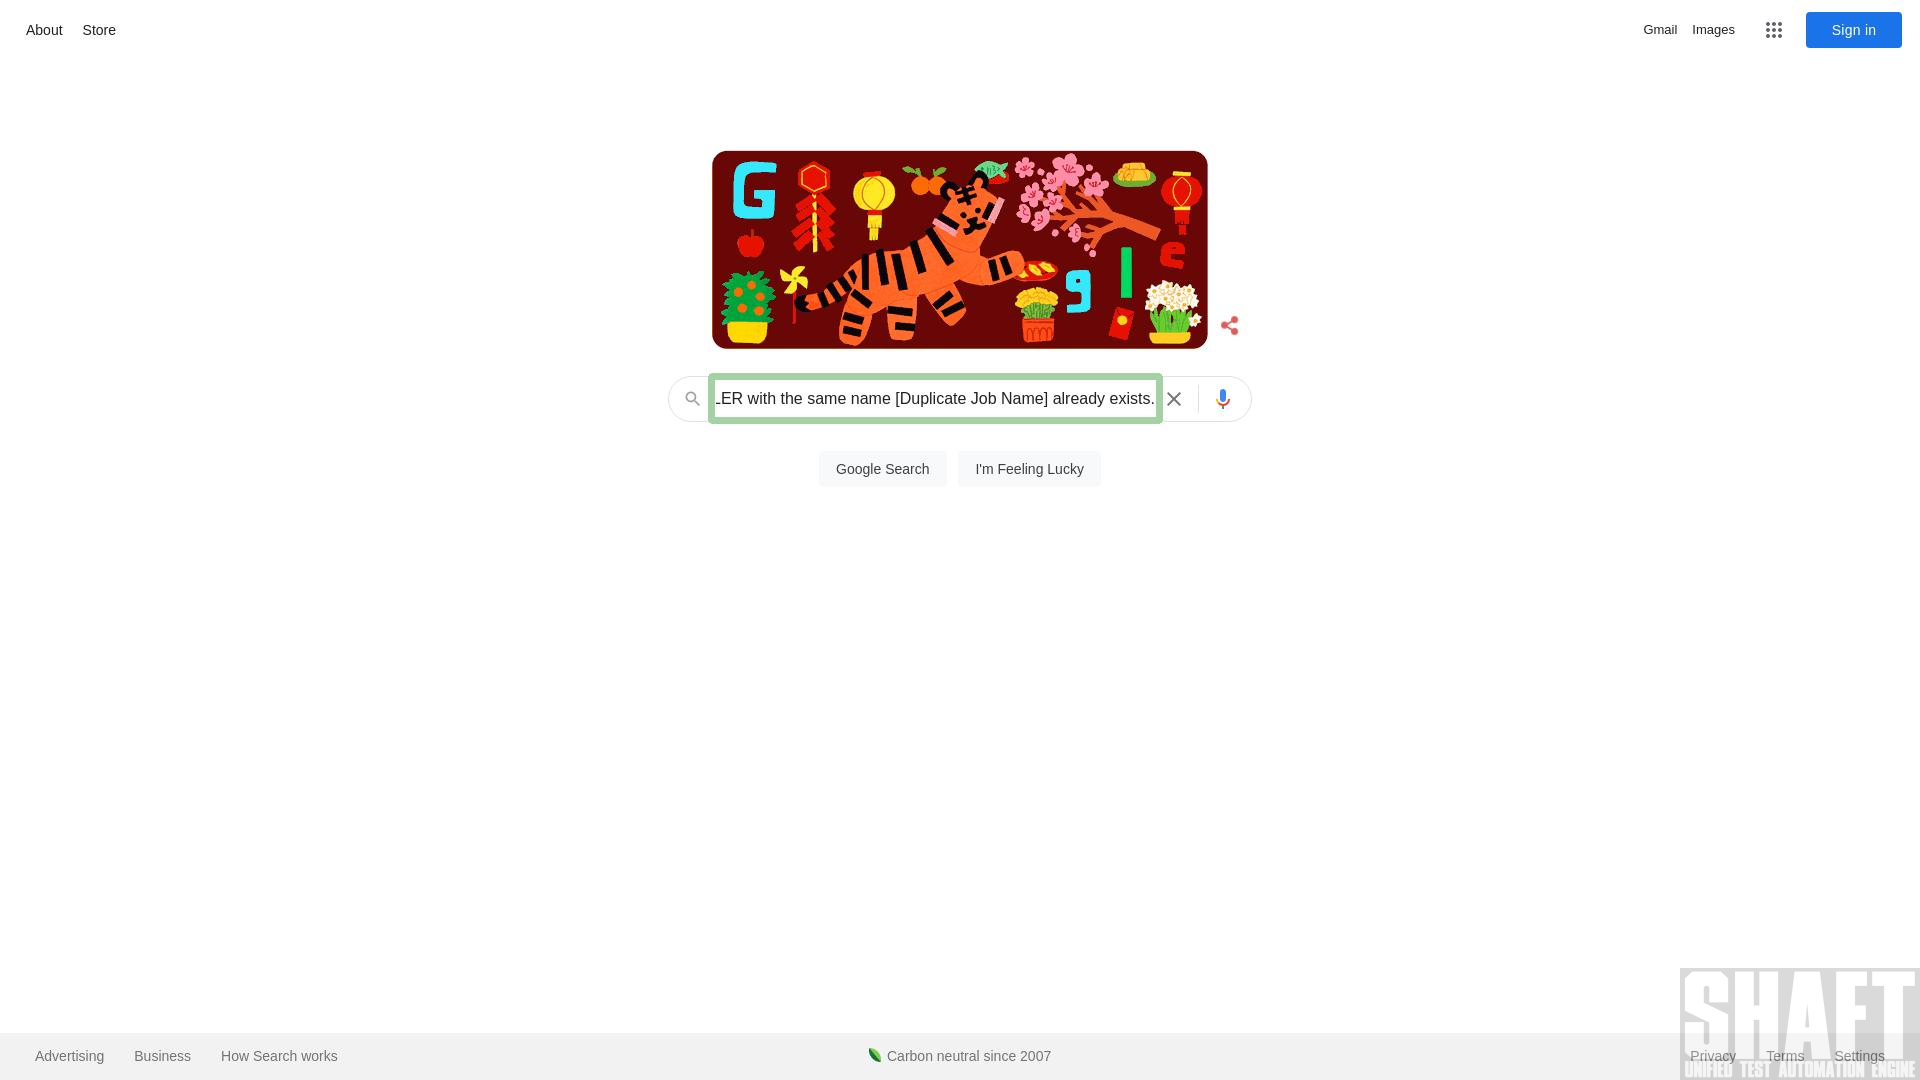 About Store
Gmail Images Sign in
G g l e
LER with the same name [Duplicate Job Name] already exists.
Google Search I'm Feeling Lucky
Advertising Business How Search works
Carbon neutral since 2007
Privacy Terms Settings
SHAFT
UNIFIED TEST AUTOMATION ENGINE